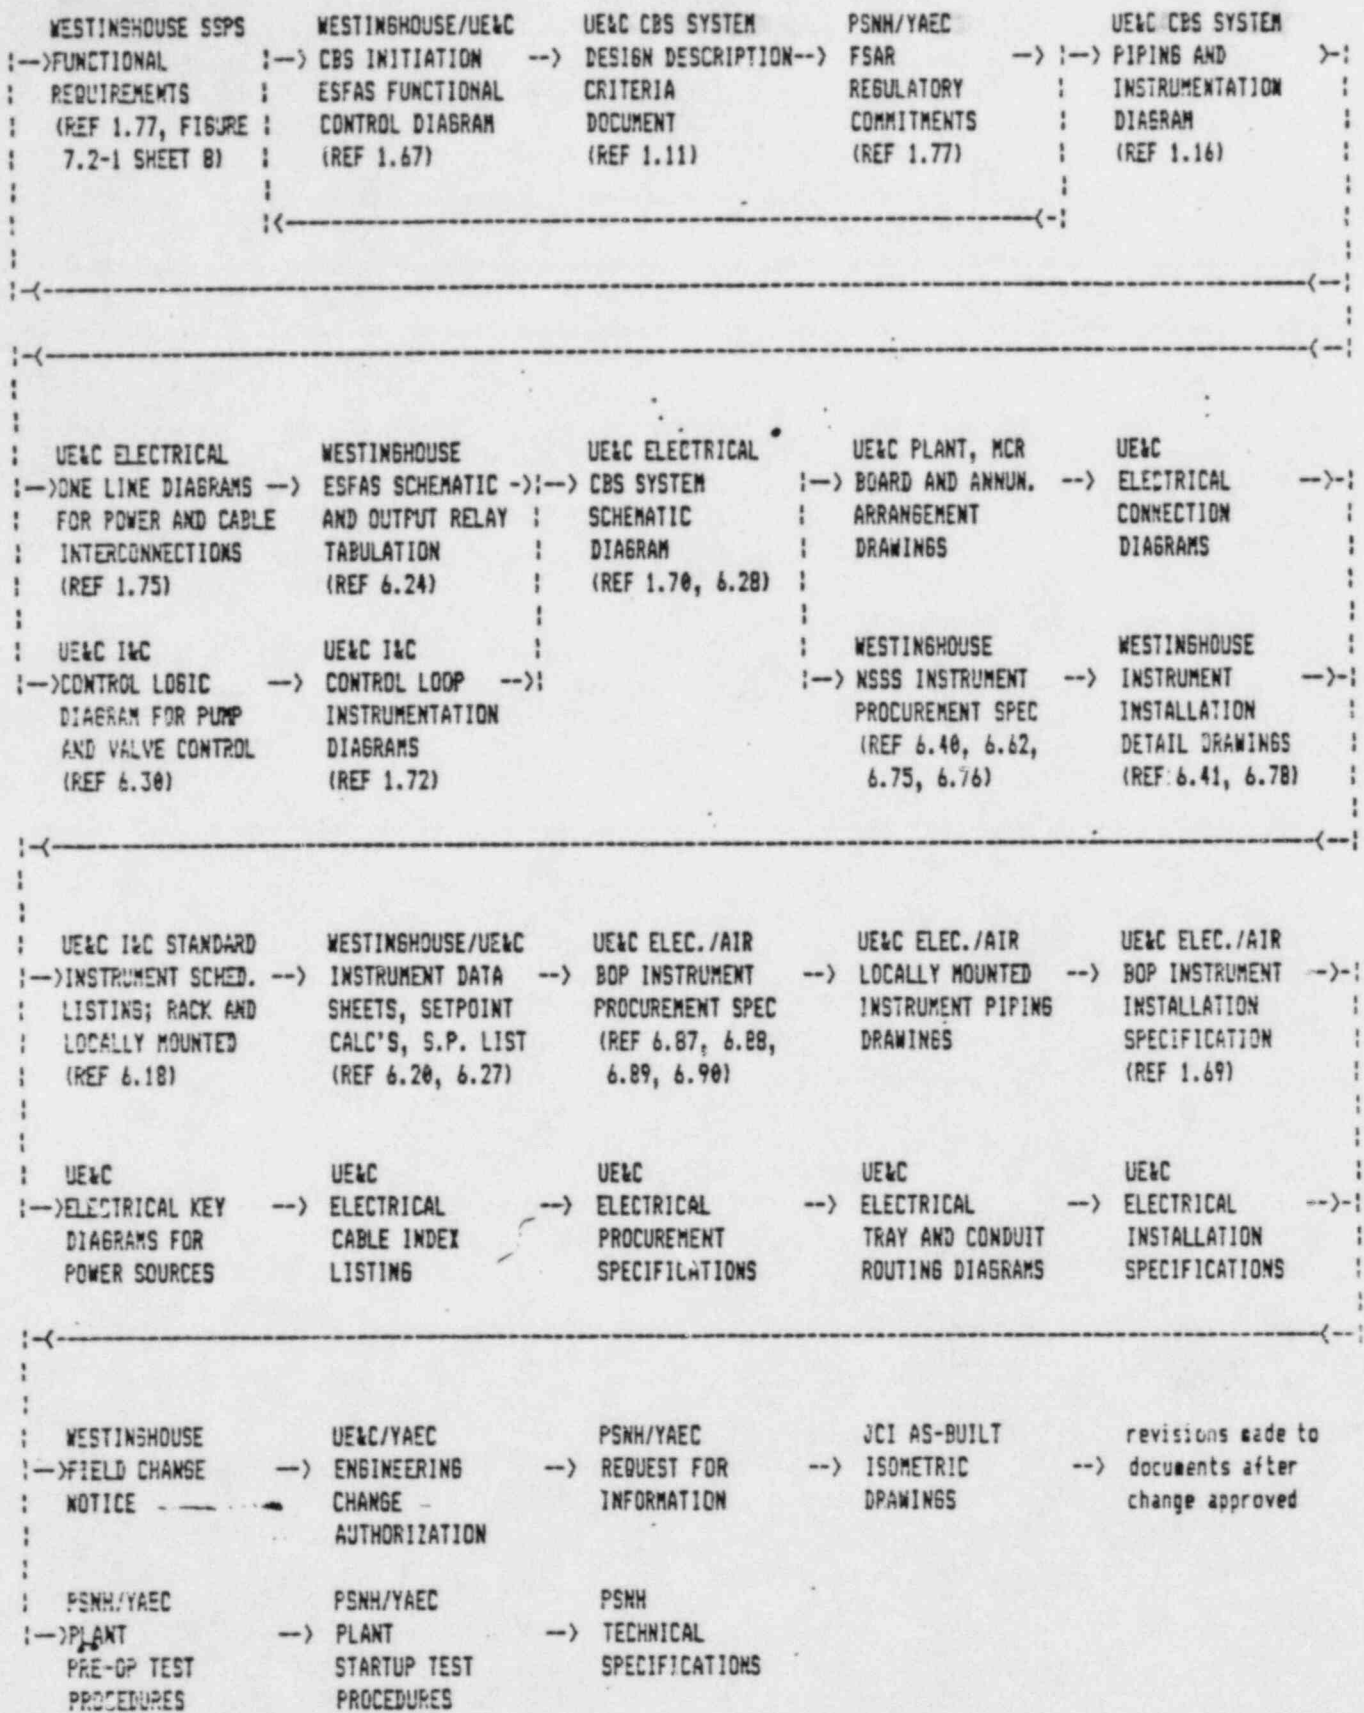 WESTINGHOUSE SSPS
-->FUNCTIONAL
REQUIREMENTS
(REF 1.77, FIGURE
7.2-1 SHEET 8)
WESTINGHOUSE/UE&C
--> CBS INITIATION
ESFAS FUNCTIONAL
CONTROL DIAGRAM
(REF 1.67)
UE&C CBS SYSTEM
--> DESIGN DESCRIPTION-->
CRITERIA
DOCUMENT
(REF 1.11)
PSNH/YAEC
FSAR
REGULATORY
COMMITMENTS
(REF 1.77)
UE&C CBS SYSTEM
--> PIPING AND
INSTRUMENTATION
DIAGRAM
(REF 1.16)
UE&C ELECTRICAL
-->ONE LINE DIAGRAMS -->
FOR POWER AND CABLE
INTERCONNECTIONS
(REF 1.75)
WESTINGHOUSE
ESFAS SCHEMATIC
AND OUTPUT RELAY
TABULATION
(REF 6.24)
UE&C ELECTRICAL
--> CBS SYSTEM
SCHEMATIC
DIAGRAM
(REF 1.70, 6.28)
UE&C PLANT, MCR
--> BOARD AND ANNUN. -->
ARRANGEMENT
DRAWINGS
UE&C
ELECTRICAL
CONNECTION
DIAGRAMS
UE&C I&C
-->CONTROL LOGIC -->
DIAGRAM FOR PUMP
AND VALVE CONTROL
(REF 6.30)
UE&C I&C
CONTROL LOOP -->
INSTRUMENTATION
DIAGRAMS
(REF 1.72)
WESTINGHOUSE
--> NSSS INSTRUMENT -->
PROCUREMENT SPEC
(REF 6.40, 6.62,
6.75, 6.76)
WESTINGHOUSE
INSTRUMENT
INSTALLATION
DETAIL DRAWINGS
(REF 6.41, 6.78)
UE&C I&C STANDARD
-->INSTRUMENT SCHED. -->
LISTING; RACK AND
LOCALLY MOUNTED
(REF 6.18)
WESTINGHOUSE/UE&C
INSTRUMENT DATA -->
SHEETS, SETPOINT
CALC'S, S.P. LIST
(REF 6.20, 6.27)
UE&C ELEC./AIR
BOP INSTRUMENT -->
PROCUREMENT SPEC
(REF 6.87, 6.88,
6.89, 6.90)
UE&C ELEC./AIR
LOCALLY MOUNTED -->
INSTRUMENT PIPING
DRAWINGS
UE&C ELEC./AIR
BOP INSTRUMENT
INSTALLATION
SPECIFICATION
(REF 1.69)
UE&C
-->ELECTRICAL KEY -->
DIAGRAMS FOR
POWER SOURCES
UE&C
ELECTRICAL -->
CABLE INDEX
LISTING
UE&C
ELECTRICAL -->
PROCUREMENT
SPECIFICATIONS
UE&C
ELECTRICAL -->
TRAY AND CONDUIT
ROUTING DIAGRAMS
UE&C
ELECTRICAL
INSTALLATION
SPECIFICATIONS
WESTINGHOUSE
-->FIELD CHANGE -->
NOTICE
UE&C/YAEC
ENGINEERING -->
CHANGE
AUTHORIZATION
PSNH/YAEC
REQUEST FOR -->
INFORMATION
JCI AS-BUILT
ISOMETRIC -->
DRAWINGS
revisions made to
documents after
change approved
PSNH/YAEC
-->PLANT -->
PRE-OP TEST
PROCEDURES
PSNH/YAEC
PLANT -->
STARTUP TEST
PROCEDURES
PSNH
TECHNICAL
SPECIFICATIONS